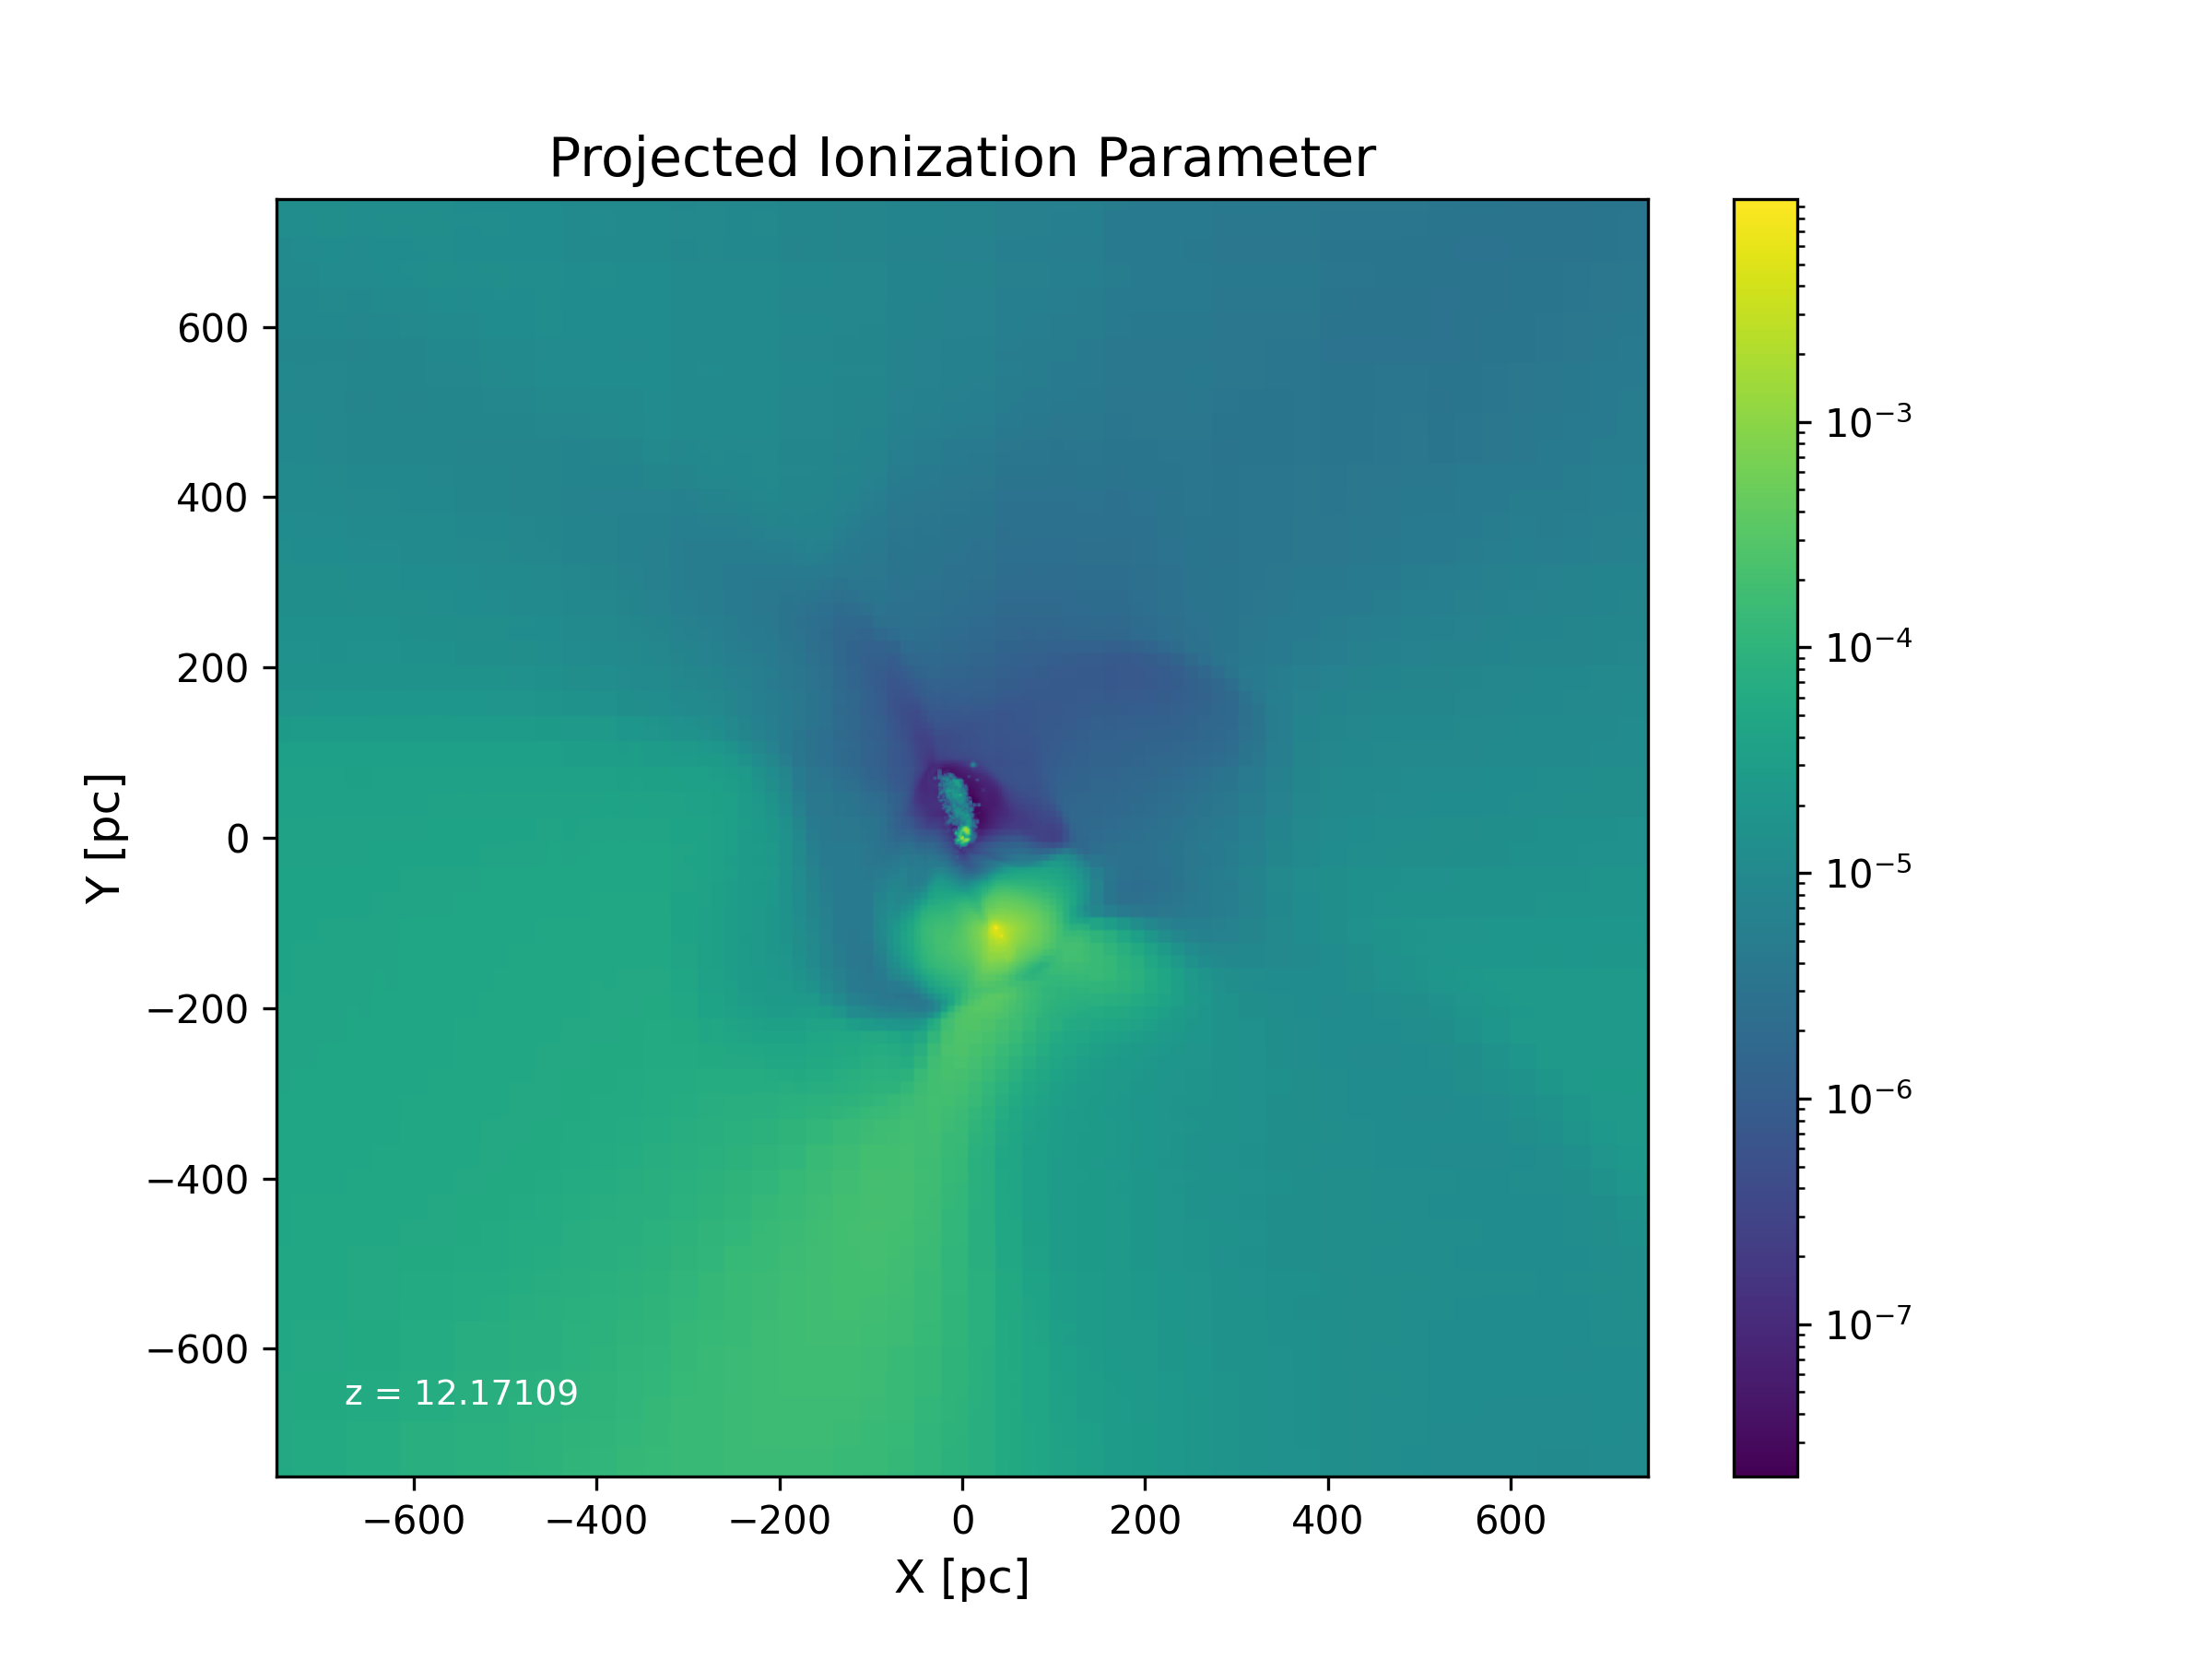 Projected Ionization Parameter
Y [pc]
600
400
200
0
−200
−400
−600
z = 12.17109
−600 −400 −200 0 200 400 600
X [pc]
10⁻³
10⁻⁴
10⁻⁵
10⁻⁶
10⁻⁷